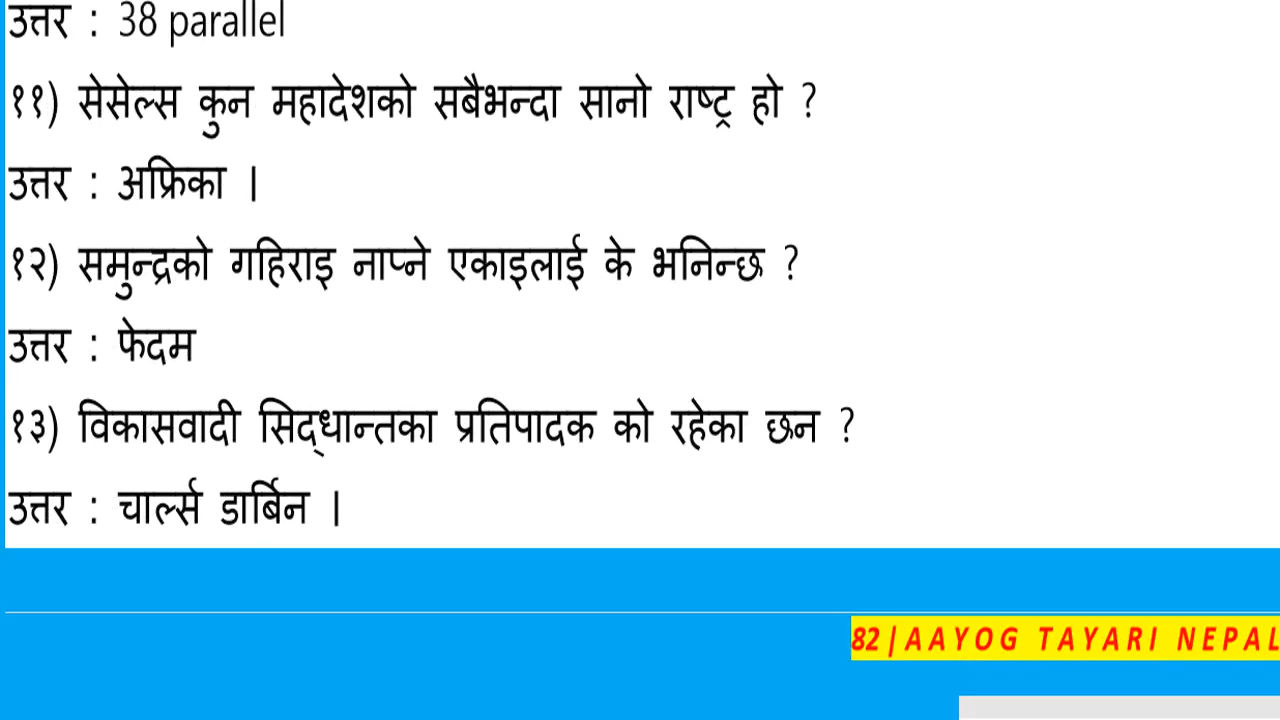 उत्तर : 38 parallel
११) सेसेल्स कुन महादेशको सबैभन्दा सानो राष्ट्र हो ?
उत्तर : अफ्रिका ।
१२) समुन्द्रको गहिराइ नाप्ने एकाइलाई के भनिन्छ ?
उत्तर : फेदम
१३) विकासवादी सिद्‌धान्तका प्रतिपादक को रहेका छन ?
उत्तर : चार्ल्स डार्बिन ।
82 | AAYOG TAYARI NEPAL